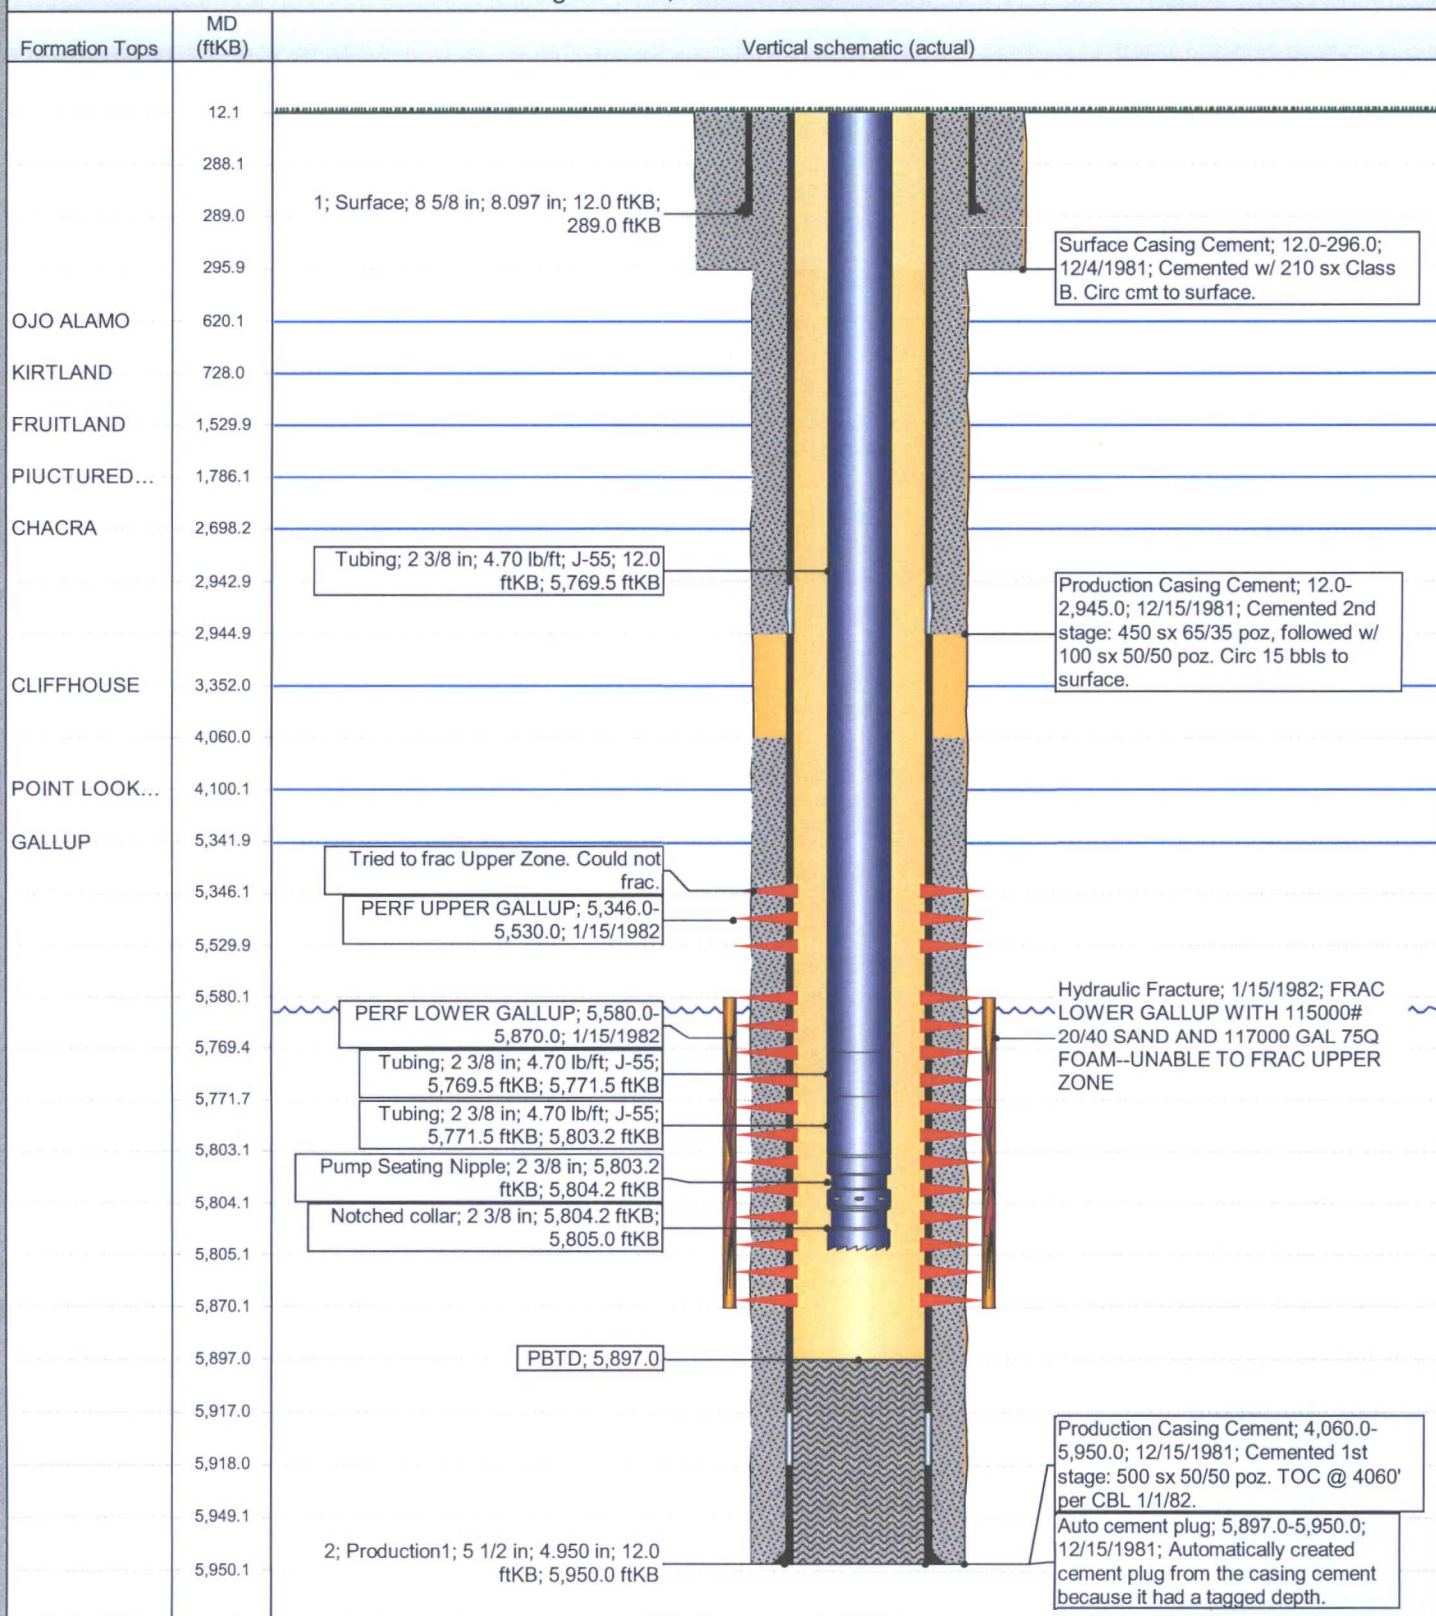 Formation Tops
MD
(ftKB)
Vertical schematic (actual)
12.1
288.1
1; Surface; 8 5/8 in; 8.097 in; 12.0 ftKB;
289.0 ftKB
289.0
Surface Casing Cement; 12.0-296.0;
12/4/1981; Cemented w/ 210 sx Class
B. Circ cmt to surface.
295.9
OJO ALAMO
620.1
KIRTLAND
728.0
FRUITLAND
1,529.9
PIUCTURED...
1,786.1
CHACRA
2,698.2
Tubing; 2 3/8 in; 4.70 lb/ft; J-55; 12.0
ftKB; 5,769.5 ftKB
2,942.9
Production Casing Cement; 12.0-
2,945.0; 12/15/1981; Cemented 2nd
stage: 450 sx 65/35 poz, followed w/
100 sx 50/50 poz. Circ 15 bbls to
surface.
2,944.9
CLIFFHOUSE
3,352.0
4,060.0
POINT LOOK...
4,100.1
GALLUP
5,341.9
Tried to frac Upper Zone. Could not
frac.
5,346.1
PERF UPPER GALLUP; 5,346.0-
5,530.0; 1/15/1982
5,529.9
5,580.1
PERF LOWER GALLUP; 5,580.0-
5,870.0; 1/15/1982
Hydraulic Fracture; 1/15/1982; FRAC
LOWER GALLUP WITH 115000#
20/40 SAND AND 117000 GAL 75Q
FOAM--UNABLE TO FRAC UPPER
ZONE
5,769.4
Tubing; 2 3/8 in; 4.70 lb/ft; J-55;
5,769.5 ftKB; 5,771.5 ftKB
5,771.7
Tubing; 2 3/8 in; 4.70 lb/ft; J-55;
5,771.5 ftKB; 5,803.2 ftKB
5,803.1
Pump Seating Nipple; 2 3/8 in; 5,803.2
ftKB; 5,804.2 ftKB
5,804.1
Notched collar; 2 3/8 in; 5,804.2 ftKB;
5,805.0 ftKB
5,805.1
5,870.1
5,897.0
PBTD; 5,897.0
5,917.0
5,918.0
Production Casing Cement; 4,060.0-
5,950.0; 12/15/1981; Cemented 1st
stage: 500 sx 50/50 poz. TOC @ 4060'
per CBL 1/1/82.
5,949.1
Auto cement plug; 5,897.0-5,950.0;
12/15/1981; Automatically created
cement plug from the casing cement
because it had a tagged depth.
2; Production1; 5 1/2 in; 4.950 in; 12.0
ftKB; 5,950.0 ftKB
5,950.1